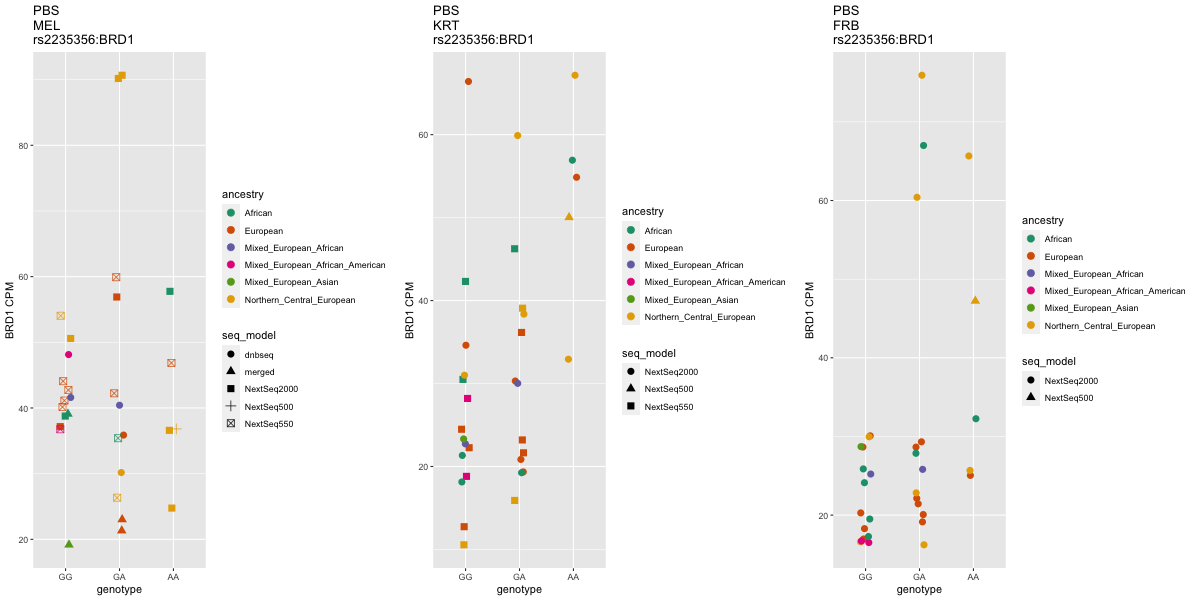 PBS
MEL
rs2235356:BRD1
BRD1 CPM
80
60
40
20
GG
GA
AA
genotype
ancestry
African
European
Mixed_European_African
Mixed_European_African_American
Mixed_European_Asian
Northern_Central_European
seq_model
dnbseq
merged
NextSeq2000
NextSeq500
NextSeq550
PBS
KRT
rs2235356:BRD1
BRD1 CPM
60
40
20
GG
GA
AA
genotype
ancestry
African
European
Mixed_European_African
Mixed_European_African_American
Mixed_European_Asian
Northern_Central_European
seq_model
NextSeq2000
NextSeq500
NextSeq550
PBS
FRB
rs2235356:BRD1
BRD1 CPM
60
40
20
GG
GA
AA
genotype
ancestry
African
European
Mixed_European_African
Mixed_European_African_American
Mixed_European_Asian
Northern_Central_European
seq_model
NextSeq2000
NextSeq500